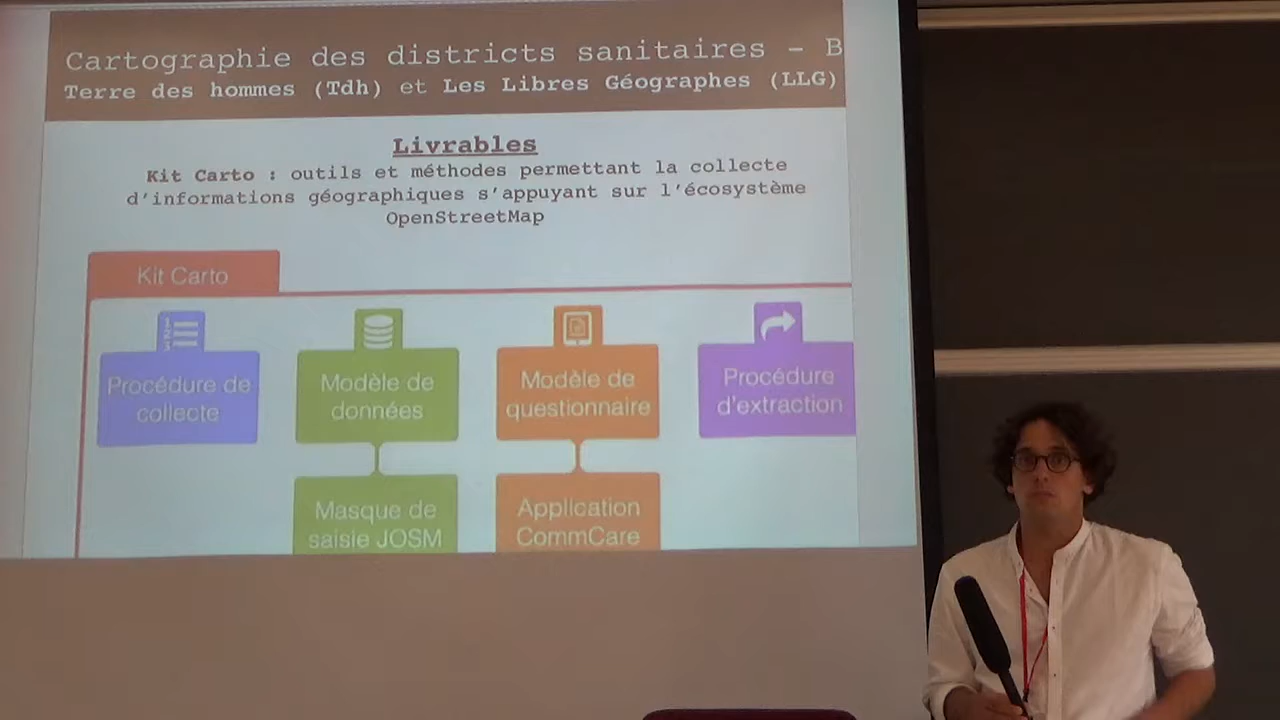 Cartographie des districts sanitaires - B
Terre des hommes (Tdh) et Les Libres Géographes (LLG)
Livrables
Kit Carto : outils et méthodes permettant la collecte
d'informations géographiques s'appuyant sur l'écosystème
OpenStreetMap
Kit Carto
Procédure de
collecte
Modèle de
données
Modèle de
questionnaire
Procédure
d'extraction
Masque de
saisie JOSM
Application
CommCare